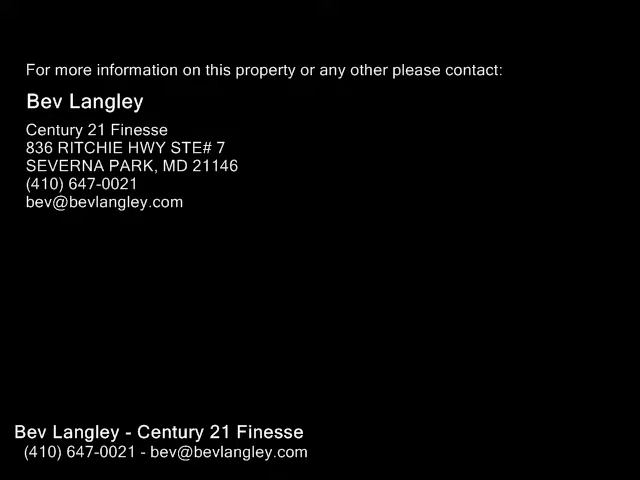 For more information on this property or any other please contact:
Bev Langley
Century 21 Finesse
836 RITCHIE HWY STE# 7
SEVERNA PARK, MD 21146
(410) 647-0021
bev@bevlangley.com
Bev Langley - Century 21 Finesse
(410) 647-0021 - bev@bevlangley.com